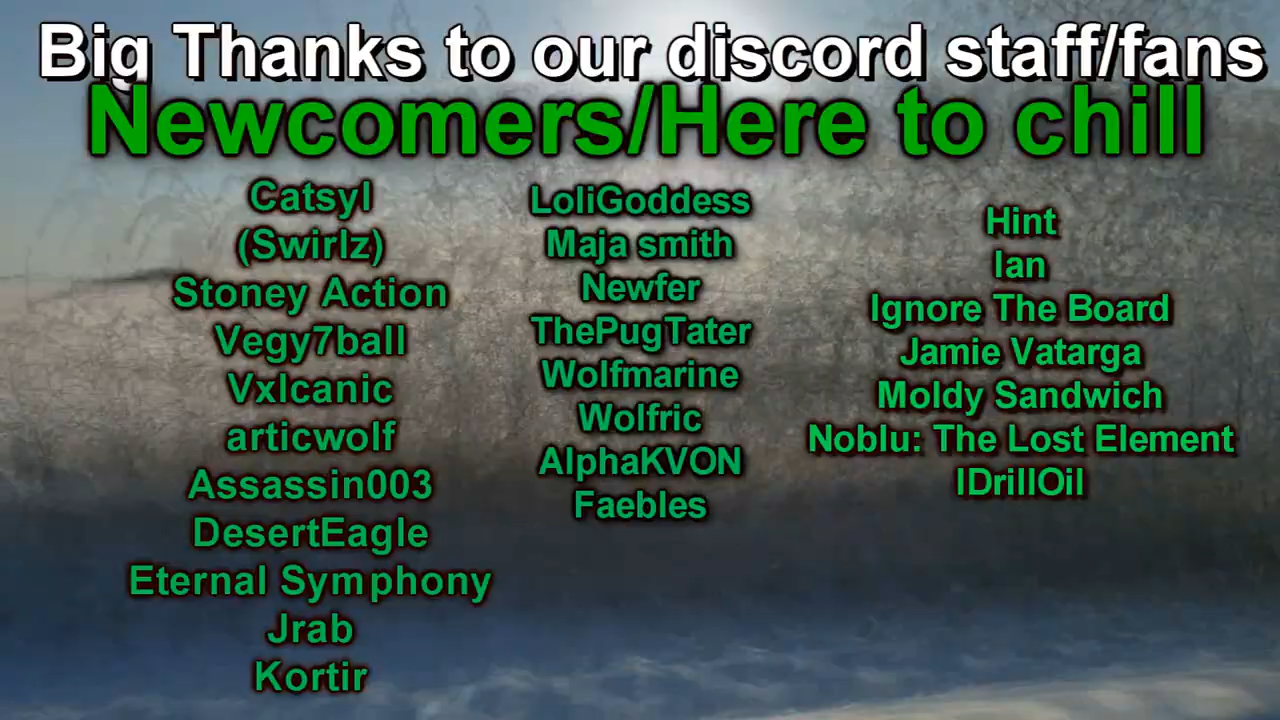 Big Thanks to our discord staff/fans
Newcomers/Here to chill
Catsyl
(Swirlz)
Stoney Action
Vegy7ball
Vxlcanic
articwolf
Assassin003
DesertEagle
Eternal Symphony
Jrab
Kortir
LoliGoddess
Maja smith
Newfer
ThePugTater
Wolfmarine
Wolfric
AlphaKVON
Faebles
Hint
Ian
Ignore The Board
Jamie Vatarga
Moldy Sandwich
Noblu: The Lost Element
IDrillOil